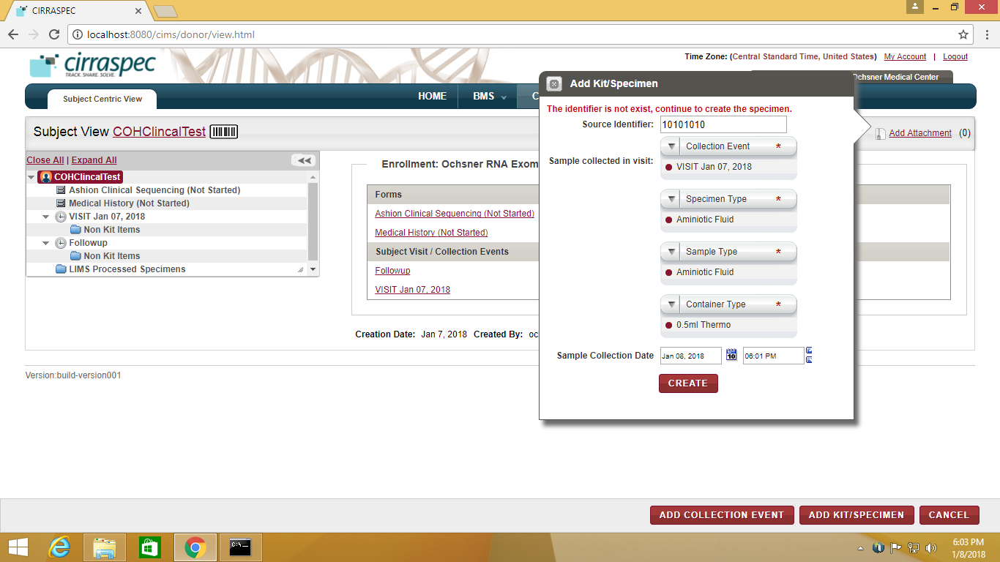 CIRRASPEC
localhost:8080/cims/donor/view.html
cirraspec
TRACK. SHARE. SOLVE.
Time Zone: (Central Standard Time, United States) My Account | Logout
Ochsner Medical Center
Subject Centric View
HOME
BMS
C
Subject View COHClincalTest
Add Attachment (0)
Close All | Expand All
COHClincalTest
Ashion Clinical Sequencing (Not Started)
Medical History (Not Started)
VISIT Jan 07, 2018
Non Kit Items
Followup
Non Kit Items
LIMS Processed Specimens
Enrollment: Ochsner RNA Exom
Forms
Ashion Clinical Sequencing (Not Started)
Medical History (Not Started)
Subject Visit / Collection Events
Followup
VISIT Jan 07, 2018
Creation Date: Jan 7, 2018 Created By: oc
Add Kit/Specimen
The identifier is not exist, continue to create the specimen.
Source Identifier: 10101010
Collection Event *
Sample collected in visit:
VISIT Jan 07, 2018
Specimen Type *
Aminiotic Fluid
Sample Type *
Aminiotic Fluid
Container Type *
0.5ml Thermo
Sample Collection Date Jan 08, 2018 10 06:01 PM
CREATE
Version:build-version001
ADD COLLECTION EVENT
ADD KIT/SPECIMEN
CANCEL
C:\.
6:03 PM
1/8/2018